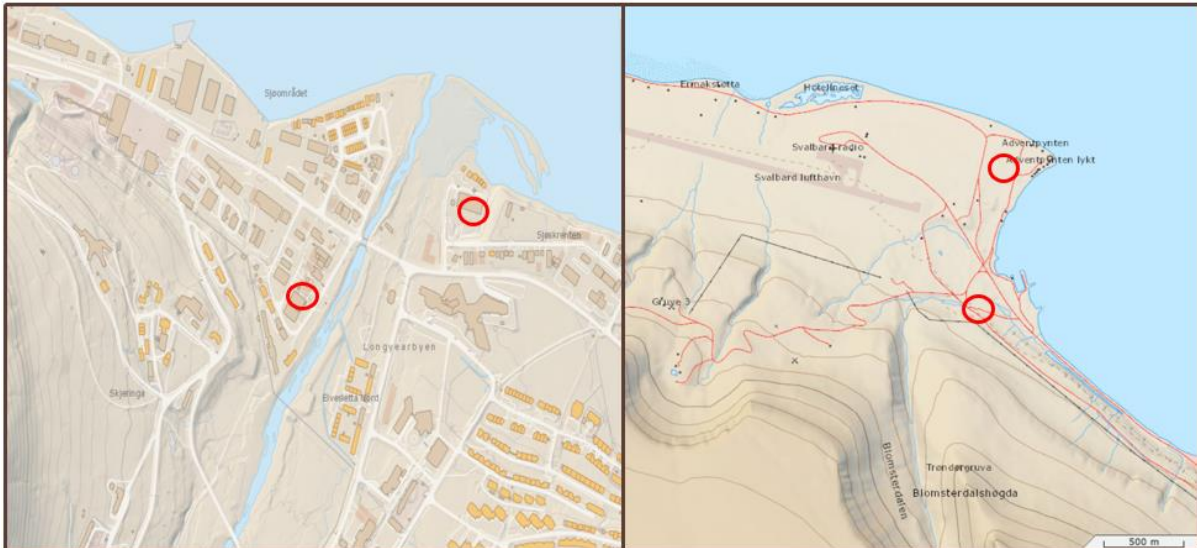 Sjøområdet
Sjøskrenten
Longyearbyen
Skjæringa
Elvesletta Nord
Ermaksletta
Hotellneset
Adventpynten
Svalbard radio
Adventpynten lykt
Svalbard lufthavn
Gruve 3
Trøndergruva
Blomsterdalshøgda
Blomsterdalen
500 m